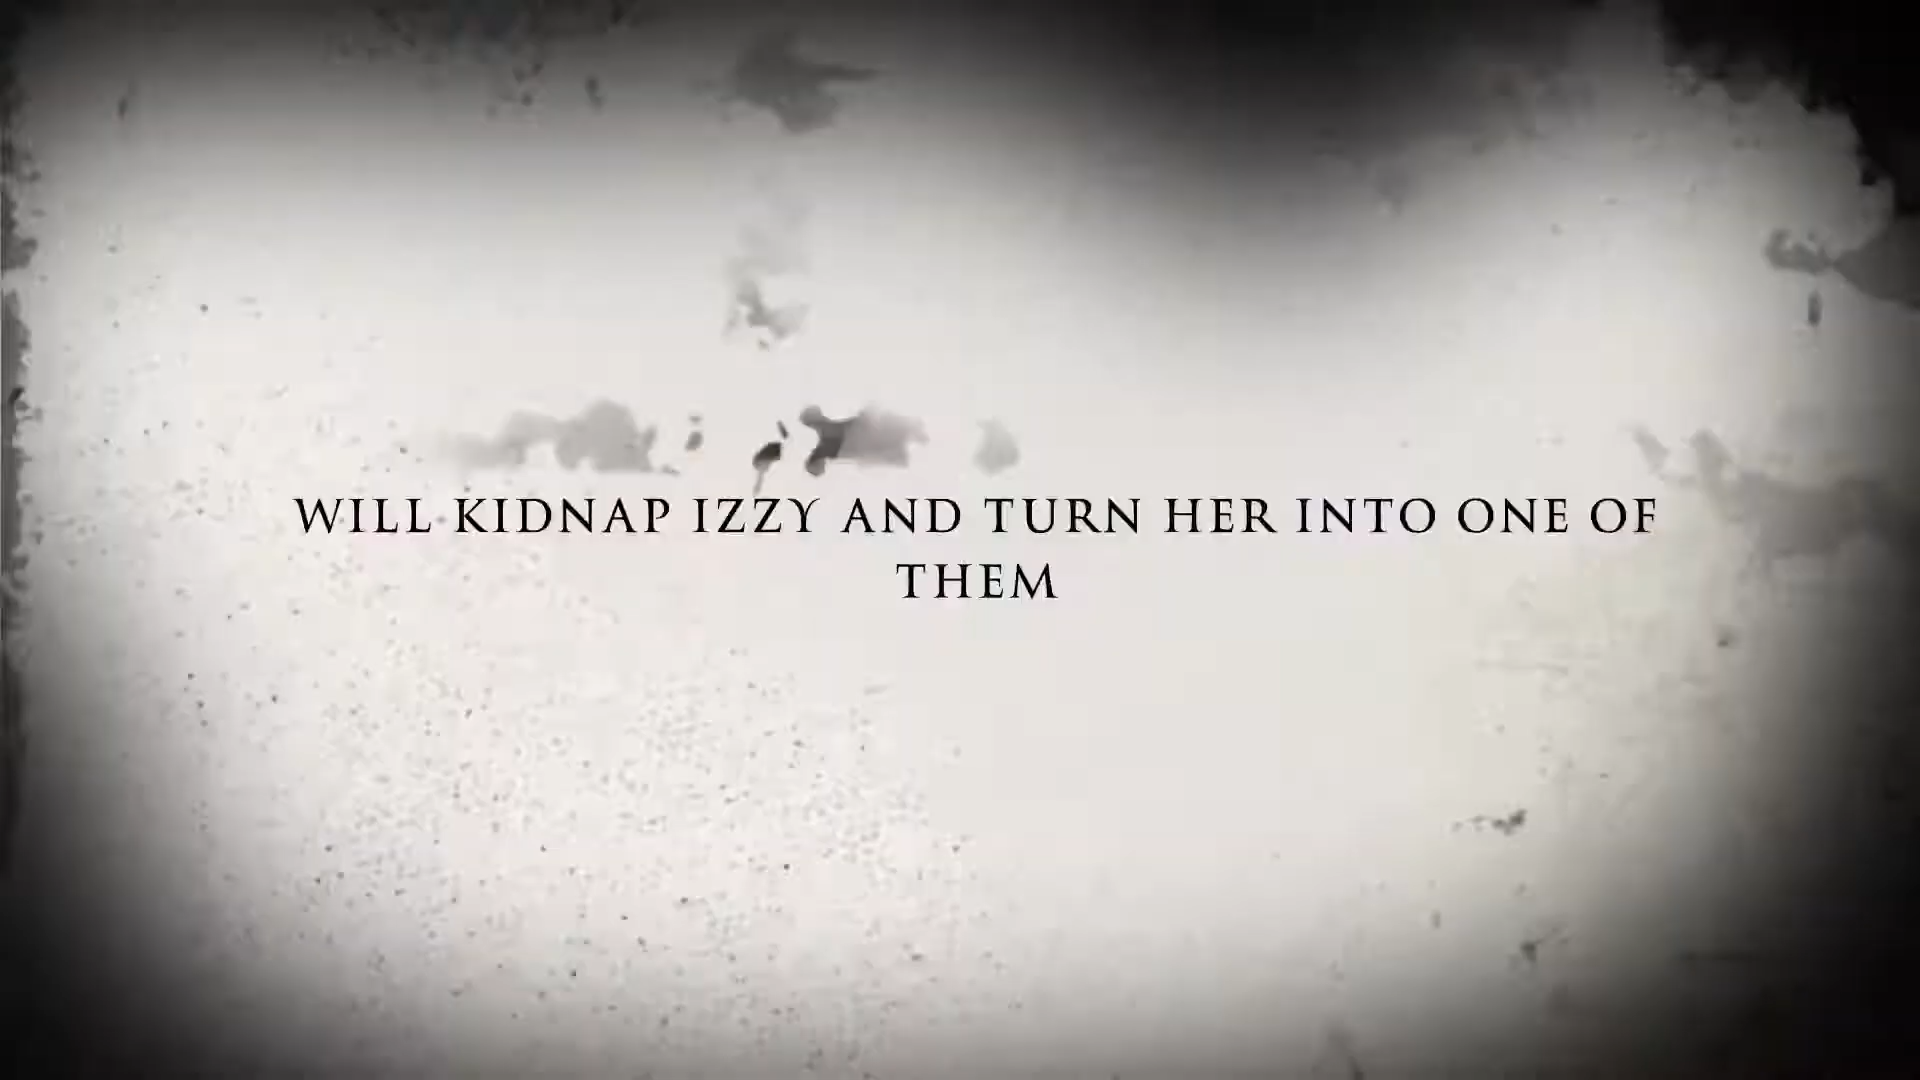 WILL KIDNAP IZZY AND TURN HER INTO ONE OF
THEM